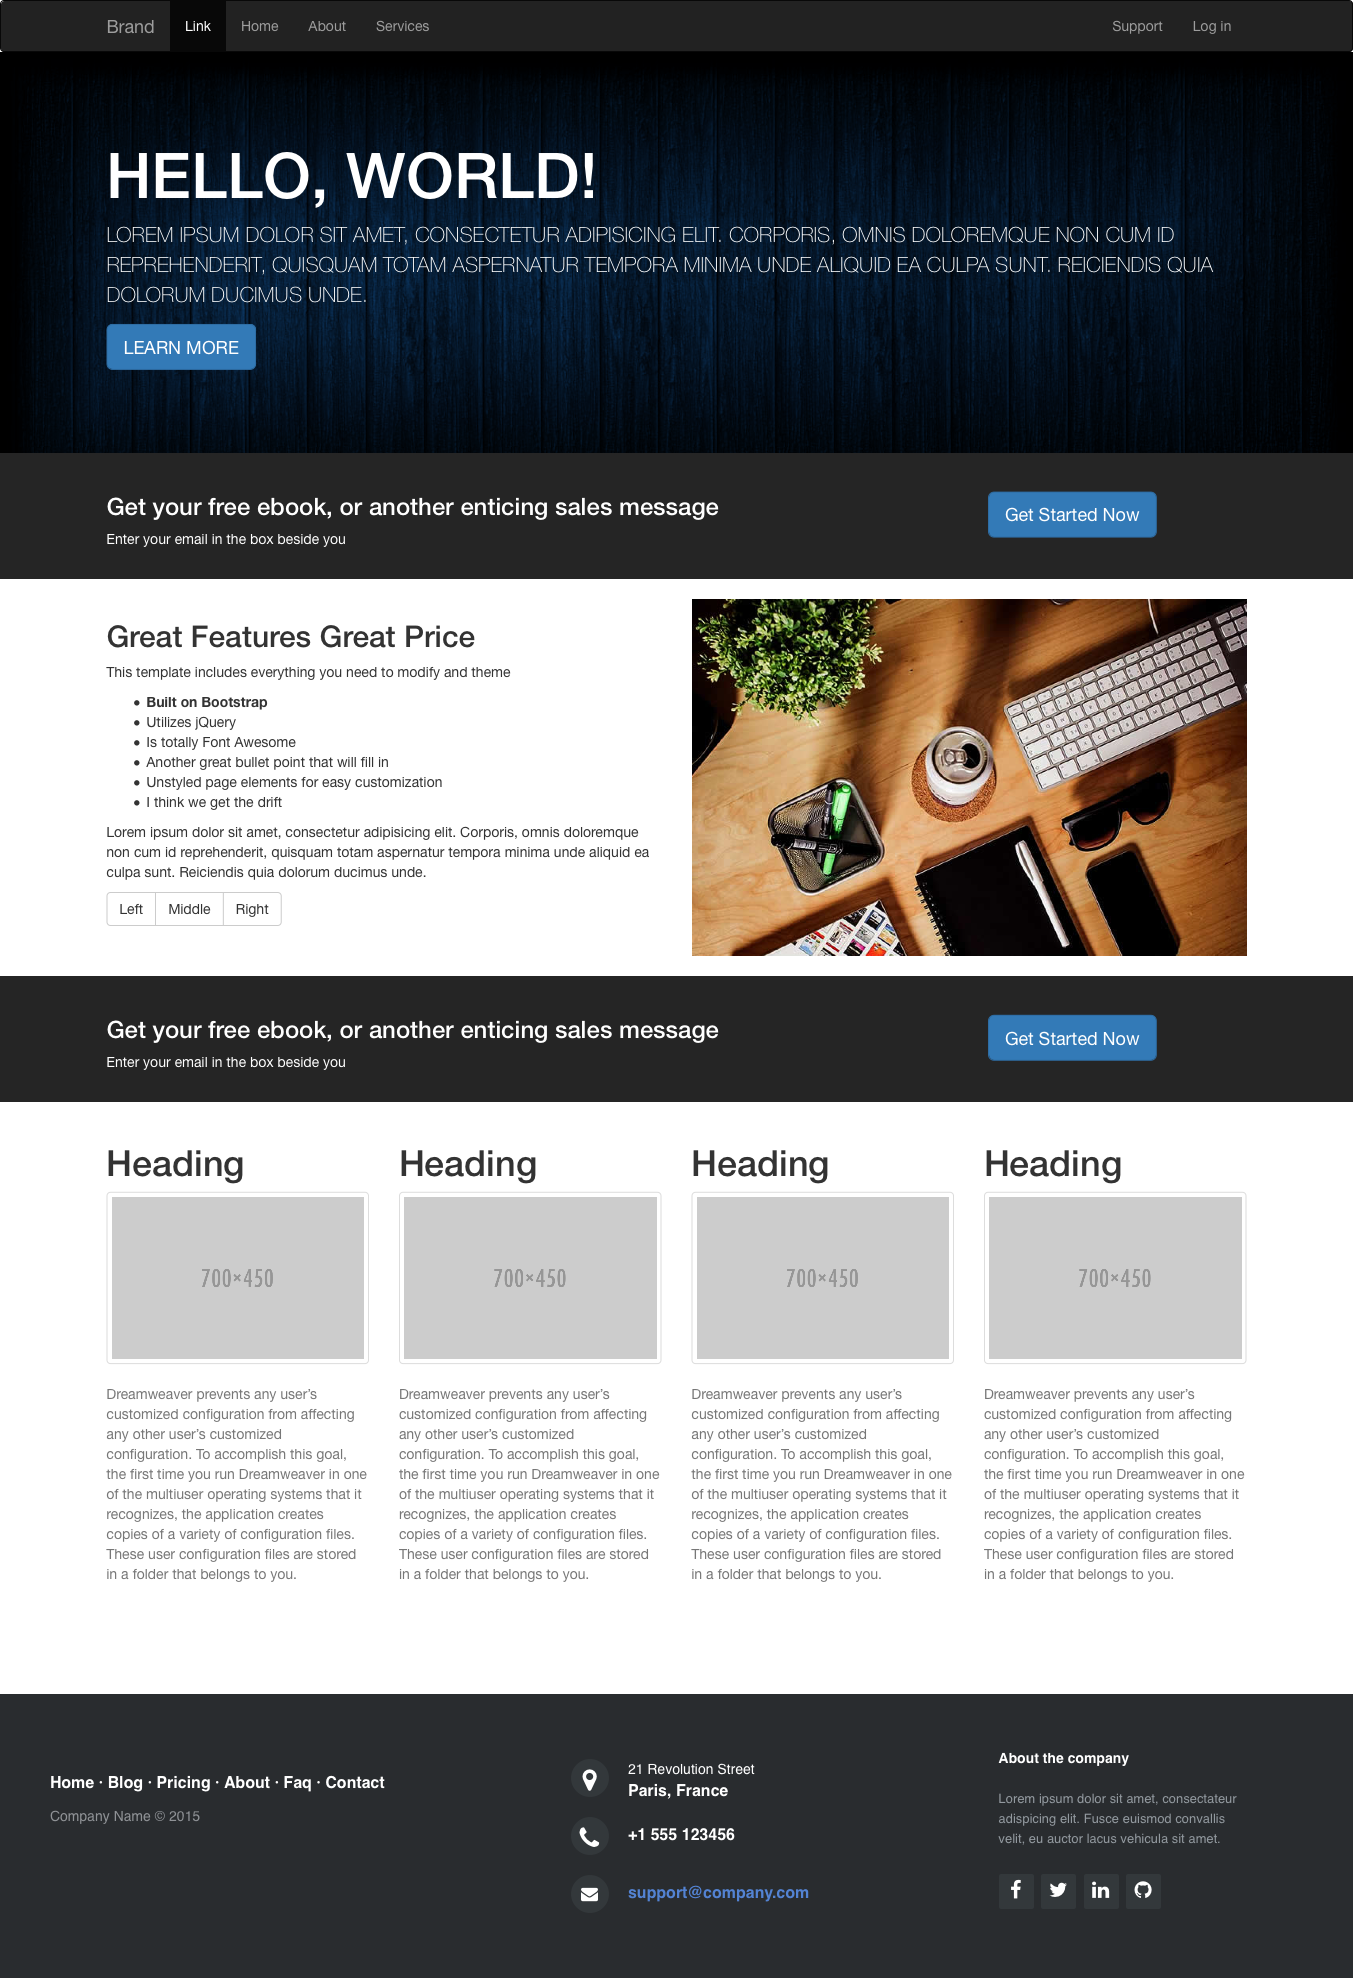 Brand Link Home About Services Support Log in
HELLO, WORLD!
LOREM IPSUM DOLOR SIT AMET, CONSECTETUR ADIPISICING ELIT. CORPORIS, OMNIS DOLOREMQUE NON CUM ID
REPREHENDERIT, QUISQUAM TOTAM ASPERNATUR TEMPORA MINIMA UNDE ALIQUID EA CULPA SUNT. REICIENDIS QUIA
DOLORUM DUCIMUS UNDE.
LEARN MORE
Get your free ebook, or another enticing sales message
Enter your email in the box beside you
Get Started Now
Great Features Great Price
This template includes everything you need to modify and theme
• Built on Bootstrap
• Utilizes jQuery
• Is totally Font Awesome
• Another great bullet point that will fill in
• Unstyled page elements for easy customization
• I think we get the drift
Lorem ipsum dolor sit amet, consectetur adipisicing elit. Corporis, omnis doloremque
non cum id reprehenderit, quisquam totam aspernatur tempora minima unde aliquid ea
culpa sunt. Reiciendis quia dolorum ducimus unde.
Left Middle Right
Get your free ebook, or another enticing sales message
Enter your email in the box beside you
Get Started Now
Heading
700×450
Dreamweaver prevents any user’s
customized configuration from affecting
any other user’s customized
configuration. To accomplish this goal,
the first time you run Dreamweaver in one
of the multiuser operating systems that it
recognizes, the application creates
copies of a variety of configuration files.
These user configuration files are stored
in a folder that belongs to you.
Heading
700×450
Dreamweaver prevents any user’s
customized configuration from affecting
any other user’s customized
configuration. To accomplish this goal,
the first time you run Dreamweaver in one
of the multiuser operating systems that it
recognizes, the application creates
copies of a variety of configuration files.
These user configuration files are stored
in a folder that belongs to you.
Heading
700×450
Dreamweaver prevents any user’s
customized configuration from affecting
any other user’s customized
configuration. To accomplish this goal,
the first time you run Dreamweaver in one
of the multiuser operating systems that it
recognizes, the application creates
copies of a variety of configuration files.
These user configuration files are stored
in a folder that belongs to you.
Heading
700×450
Dreamweaver prevents any user’s
customized configuration from affecting
any other user’s customized
configuration. To accomplish this goal,
the first time you run Dreamweaver in one
of the multiuser operating systems that it
recognizes, the application creates
copies of a variety of configuration files.
These user configuration files are stored
in a folder that belongs to you.
Home · Blog · Pricing · About · Faq · Contact
Company Name © 2015
21 Revolution Street
Paris, France
+1 555 123456
support@company.com
About the company
Lorem ipsum dolor sit amet, consectateur
adispicing elit. Fusce euismod convallis
velit, eu auctor lacus vehicula sit amet.